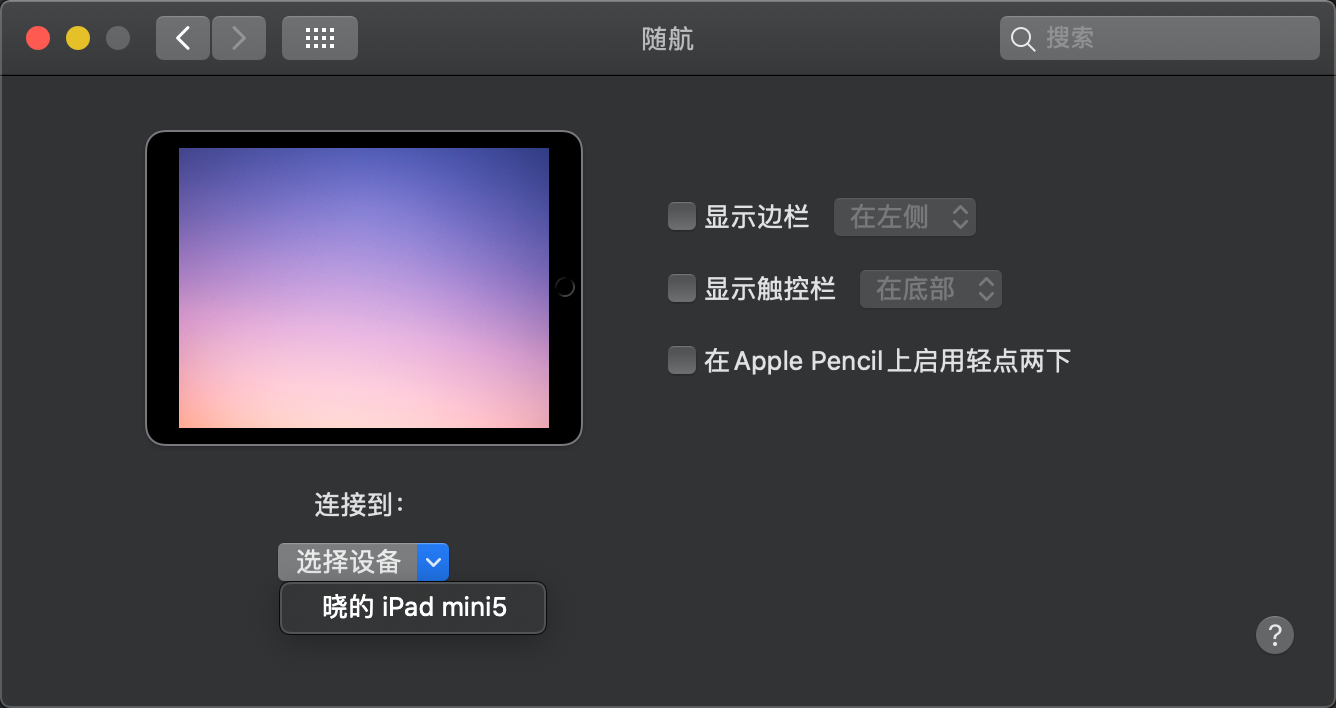 随航
搜索
显示边栏 在左侧
显示触控栏 在底部
在 Apple Pencil 上启用轻点两下
连接到：
选择设备
晓的 iPad mini5
?